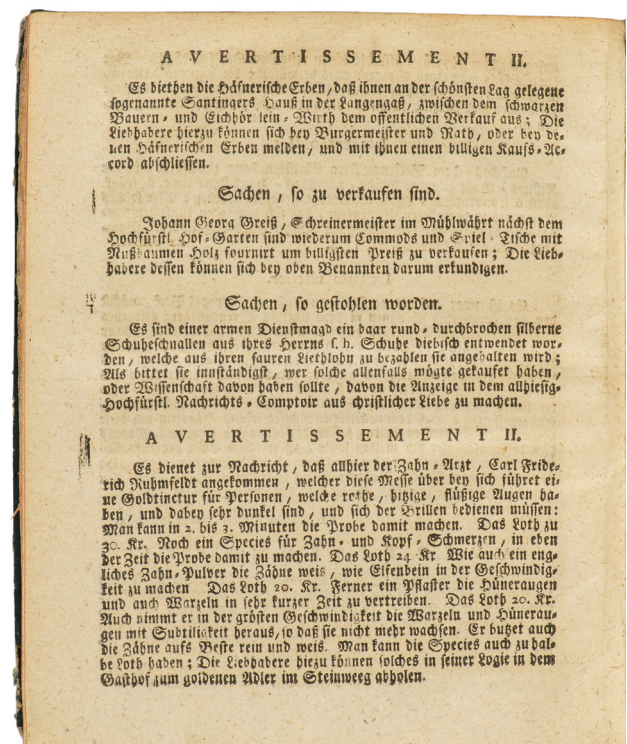 AVERTISSEMENT II.
Es biethen die Häfnerische Erben, daß ihnen an der schönsten Lag gelegene
sogenannte Santingers Hauß in der Langengaß, zwischen dem schwarzen
Bauern- und Eichhörnlein-Wirth dem offentlichen Verkauf aus; Die
Liebhabere hierzu können sich bey Burgermeister und Rath, oder bey de-
nen Häfnerischen Erben melden, und mit ihnen einen billigen Kaufs-Ac-
cord abschliessen.
Sachen, so zu verkaufen sind.
Johann Georg Greiß, Schreinermeister im Mühlwährt nächst dem
Hochfürstl. Hof-Garten sind wiederum Commods und Spiel-Tische mit
Nußbaumen Holz fournirt um billigsten Preiß zu verkaufen; Die Lieb-
habere dessen können sich bey oben Benannten darum erkundigen.
Sachen, so gestohlen worden.
Es sind einer armen Dienstmagd ein baar rund-durchbrochen silberne
Schuheschnallen aus ihres Herrns s. h. Schuhe diebisch entwendet wor-
den, welche aus ihren sauren Liethlohn zu bezahlen sie angehalten wird;
Als bittet sie innständigst, wer solche allenfalls mögte gekaufet haben,
oder Wissenschaft davon haben sollte, davon die Anzeige in dem allhiesig-
Hochfürstl. Nachrichts-Comptoir aus christlicher Liebe zu machen.
AVERTISSEMENT II.
Es dienet zur Nachricht, daß allhier der Zahn-Arzt, Carl Fride-
rich Ruhmfeldt angekommen, welcher diese Messe über bey sich führet ei-
ne Goldtinctur für Personen, welche rothe, hitzige, flüßige Augen ha-
ben, und dabey sehr dunkel sind, und sich der Brillen bedienen müssen:
Man kann in 2. bis 3. Minuten die Probe damit machen. Das Loth zu
30. Kr. Noch ein Species für Zahn- und Kopf-Schmerzen, in eben
der Zeit die Probe damit zu machen. Das Loth 24. Kr. Wie auch ein eng-
liches Zahn-Pulver die Zähne weis, wie Elfenbein in der Geschwindig-
keit zu machen Das Loth 20. Kr. Ferner ein Pflaster die Hüneraugen
und auch Warzeln in sehr kurzer Zeit zu vertreiben. Das Loth 20. Kr.
Auch nimmt er in der grösten Geschwindigkeit die Warzeln und Hünerau-
gen mit Subtiligkeit heraus, so daß sie nicht mehr wachsen. Er butzet auch
die Zähne aufs Beste rein und weis. Man kann die Species auch zu hal-
be Loth haben; Die Liebhabere hiezu können solches in seiner Logie in dem
Gasthof zum goldenen Adler im Steinweeg abholen.